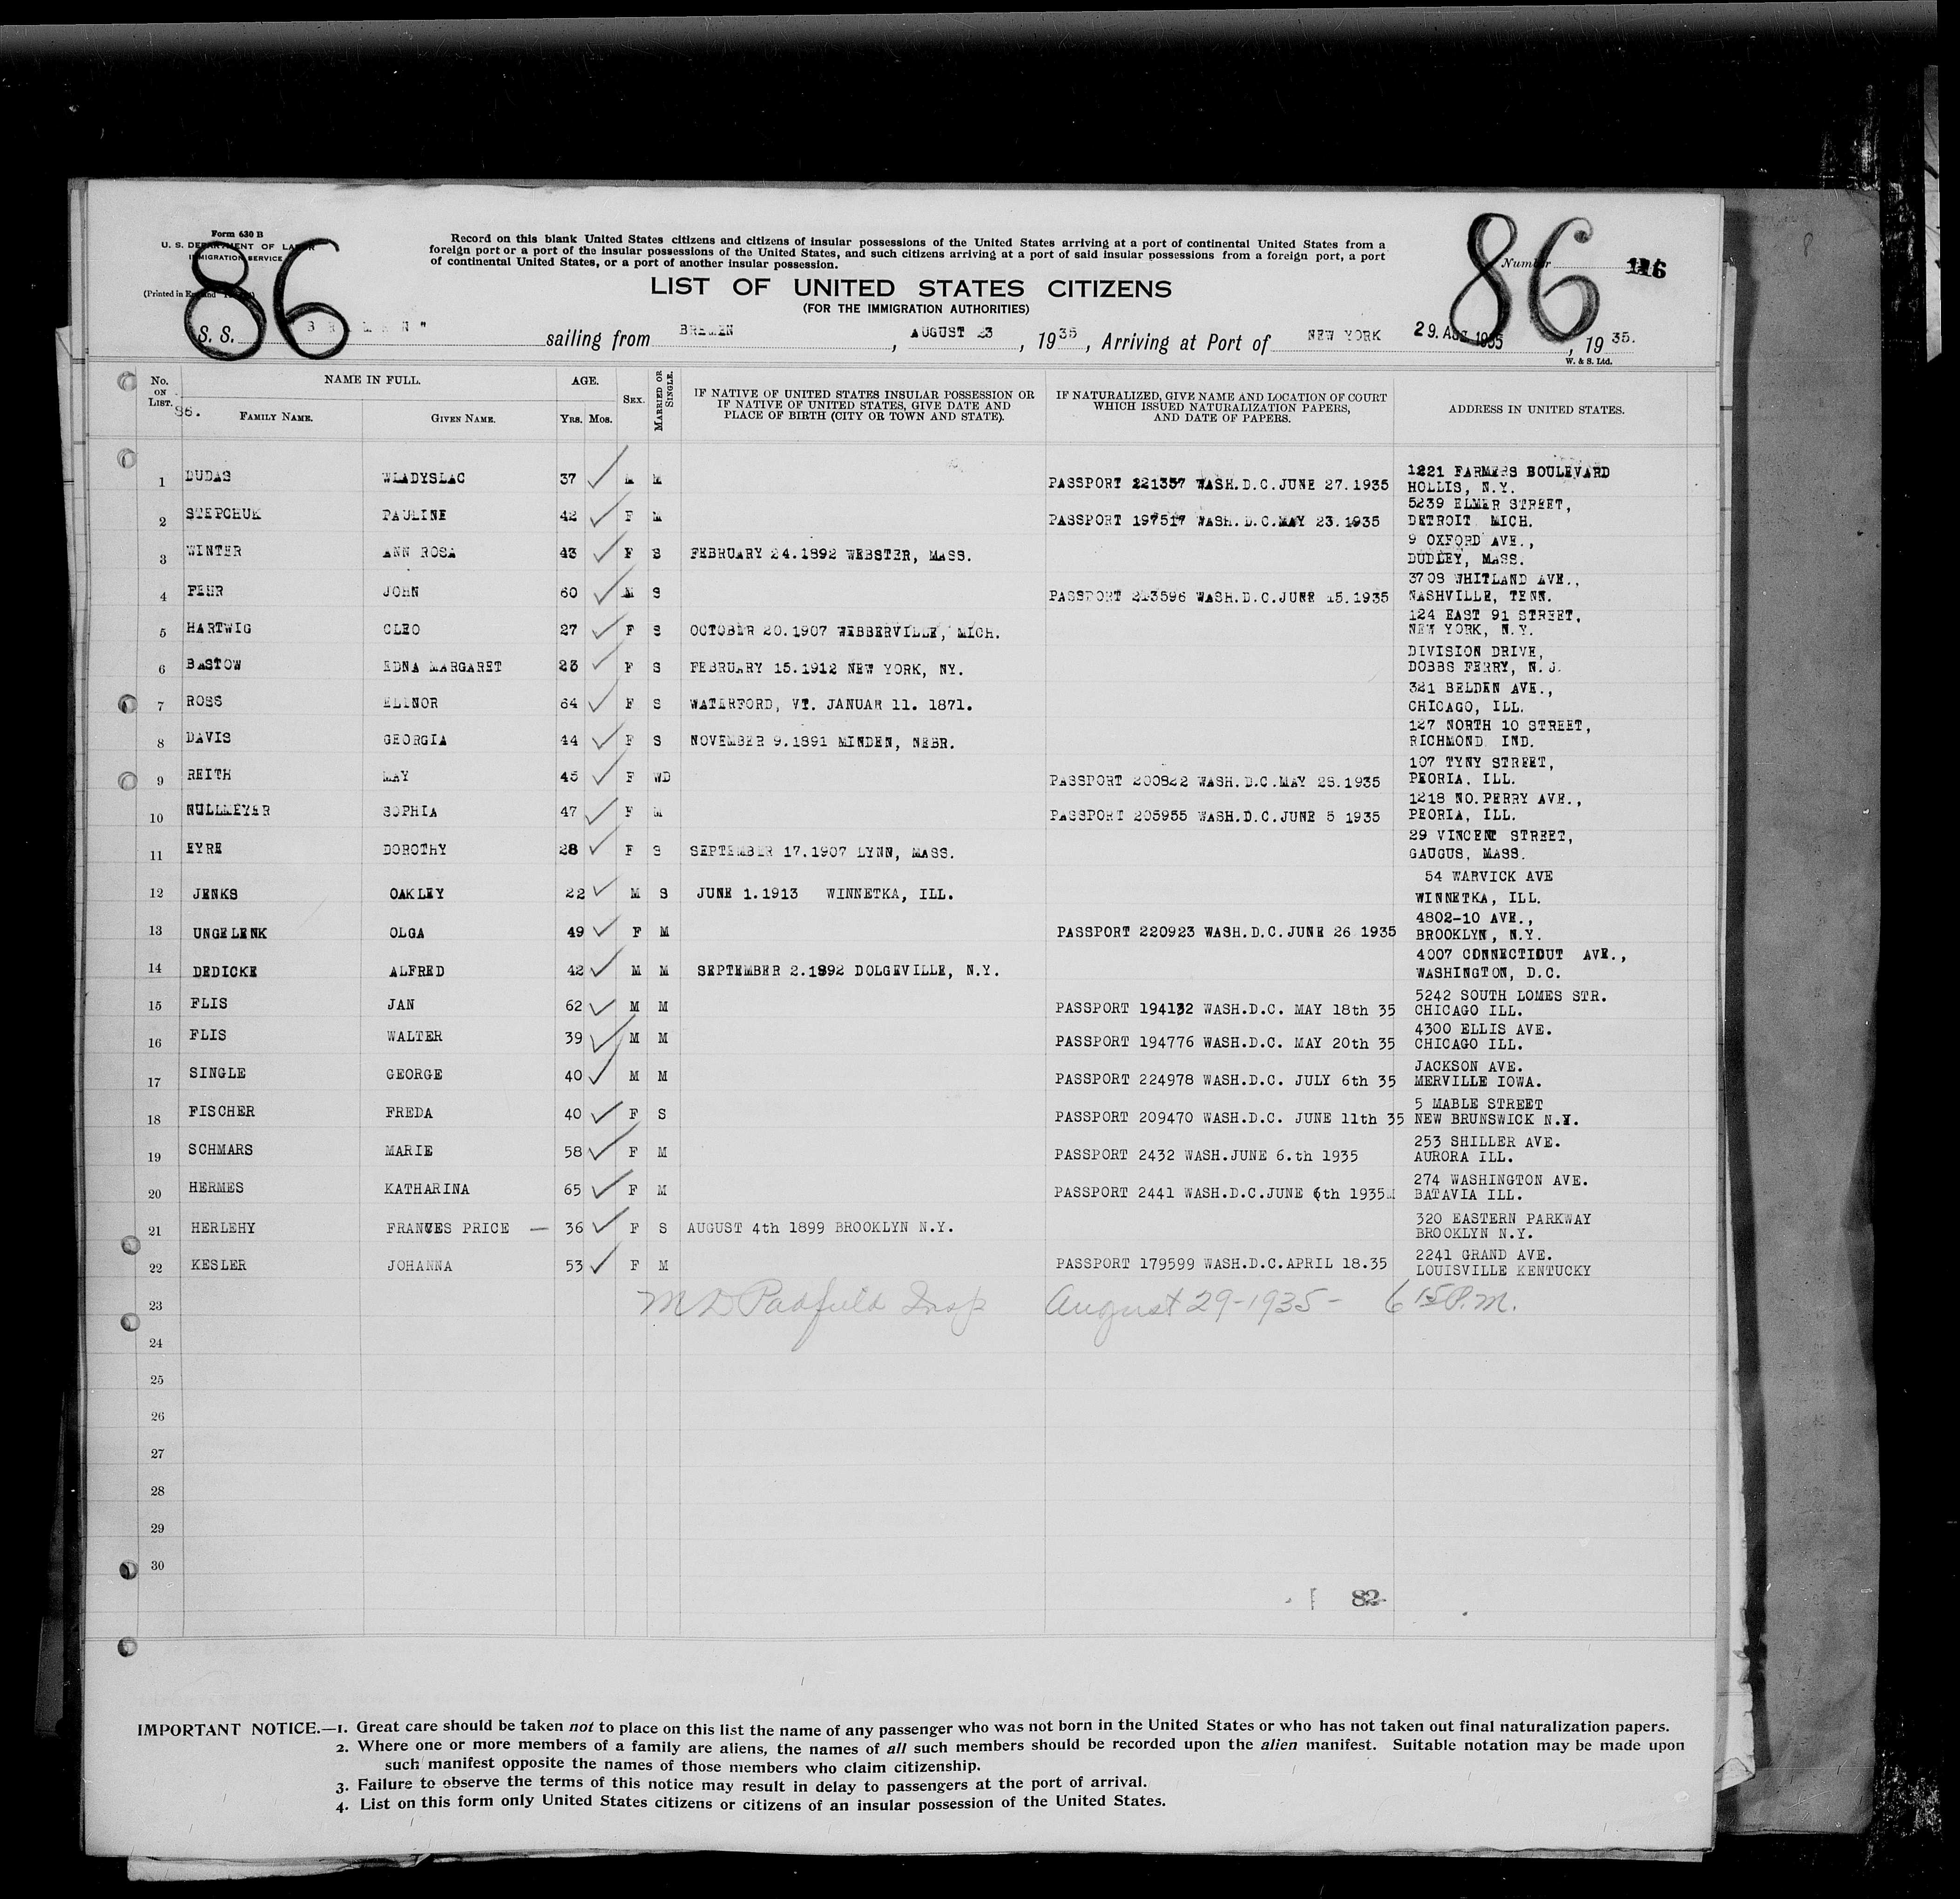 Form 630 B
U. S. DEPARTMENT OF LABOR
IMMIGRATION SERVICE
(Printed in England
86
Record on this blank United States citizens and citizens of insular possessions of the United States arriving at a port of continental United States from a
foreign port or a port of the insular possessions of the United States, and such citizens arriving at a port of said insular possessions from a foreign port, a port
of continental United States, or a port of another insular possession.
86
Number 116
LIST OF UNITED STATES CITIZENS
(FOR THE IMMIGRATION AUTHORITIES)
S. S. BREMEN" sailing from BREMEN, AUGUST 23, 1935, Arriving at Port of NEW YORK 29. AUG 1935, 1935.
W. & S. Ltd.
No. ON LIST. 86. NAME IN FULL. FAMILY NAME. GIVEN NAME. AGE. Yrs. Mos. SEX. MARRIED OR SINGLE. IF NATIVE OF UNITED STATES INSULAR POSSESSION OR IF NATIVE OF UNITED STATES, GIVE DATE AND PLACE OF BIRTH (CITY OR TOWN AND STATE). IF NATURALIZED, GIVE NAME AND LOCATION OF COURT WHICH ISSUED NATURALIZATION PAPERS, AND DATE OF PAPERS. ADDRESS IN UNITED STATES.
1 DUDAS WLADYSLAC 37 M M PASSPORT 221357 WASH.D.C.JUNE 27.1935 1221 FARMERS BOULEVARD HOLLIS, N.Y.
2 STEPCHUK PAULINE 42 F M PASSPORT 197517 WASH.D.C.MAY 23.1935 5239 ELMER STREET, DETROIT MICH.
3 WINTER ANN ROSA 43 F S FEBRUARY 24.1892 WEBSTER, MASS. 9 OXFORD AVE., DUDLEY, MASS.
4 FEHR JOHN 60 M S PASSPORT 213596 WASH.D.C.JUNE 15.1935 3708 WHITLAND AVE., NASHVILLE, TENN.
5 HARTWIG CLEO 27 F S OCTOBER 20.1907 WEBBERVILLE, MICH. 124 EAST 91 STREET, NEW YORK, N.Y.
6 BASTOW EDNA MARGARET 23 F S FEBRUARY 15.1912 NEW YORK, NY. DIVISION DRIVE, DOBBS FERRY, N.J.
7 ROSS ELINOR 64 F S WATERFORD, VT. JANUAR 11. 1871. 321 BELDEN AVE., CHICAGO, ILL.
8 DAVIS GEORGIA 44 F S NOVEMBER 9.1891 MINDEN, NEBR. 127 NORTH 10 STREET, RICHMOND IND.
9 REITH MAY 45 F WD PASSPORT 200822 WASH.D.C.MAY 28.1935 107 TYNY STREET, PEORIA, ILL.
10 NULLMEYER SOPHIA 47 F M PASSPORT 205955 WASH.D.C.JUNE 5 1935 1218 NO.PERRY AVE., PEORIA, ILL.
11 EYRE DOROTHY 28 F S SEPTEMBER 17.1907 LYNN, MASS. 29 VINCENT STREET, GAUGUS, MASS.
12 JENKS OAKLEY 22 M S JUNE 1.1913 WINNETKA, ILL. 54 WARVICK AVE WINNETKA, ILL.
13 UNGELENK OLGA 49 F M PASSPORT 220923 WASH.D.C.JUNE 26 1935 4802-10 AVE., BROOKLYN, N.Y.
14 DEDICKE ALFRED 42 M M SEPTEMBER 2.1892 DOLGEVILLE, N.Y. 4007 CONNECTICUT AVE., WASHINGTON, D.C.
15 FLIS JAN 62 M M PASSPORT 194132 WASH.D.C. MAY 18th 35 5242 SOUTH LOMES STR. CHICAGO ILL.
16 FLIS WALTER 39 M M PASSPORT 194776 WASH.D.C. MAY 20th 35 4300 ELLIS AVE. CHICAGO ILL.
17 SINGLE GEORGE 40 M M PASSPORT 224978 WASH.D.C. JULY 6th 35 JACKSON AVE. MERVILLE IOWA.
18 FISCHER FREDA 40 F S PASSPORT 209470 WASH.D.C. JUNE 11th 35 5 MABLE STREET NEW BRUNSWICK N.Y.
19 SCHMARS MARIE 58 F M PASSPORT 2432 WASH.JUNE 6.th 1935 253 SHILLER AVE. AURORA ILL.
20 HERMES KATHARINA 65 F M PASSPORT 2441 WASH.D.C.JUNE 6th 1935 274 WASHINGTON AVE. BATAVIA ILL.
21 HERLEHY FRANCES PRICE — 36 F S AUGUST 4th 1899 BROOKLYN N.Y. 320 EASTERN PARKWAY BROOKLYN N.Y.
22 KESLER JOHANNA 53 F M PASSPORT 179599 WASH.D.C.APRIL 18.35 2241 GRAND AVE. LOUISVILLE KENTUCKY
23 M D Padfield Insp August 29-1935- 6 15 P.M.
24
25
26
27
28
29
30
82
IMPORTANT NOTICE.—1. Great care should be taken not to place on this list the name of any passenger who was not born in the United States or who has not taken out final naturalization papers.
2. Where one or more members of a family are aliens, the names of all such members should be recorded upon the alien manifest. Suitable notation may be made upon
such manifest opposite the names of those members who claim citizenship.
3. Failure to observe the terms of this notice may result in delay to passengers at the port of arrival.
4. List on this form only United States citizens or citizens of an insular possession of the United States.